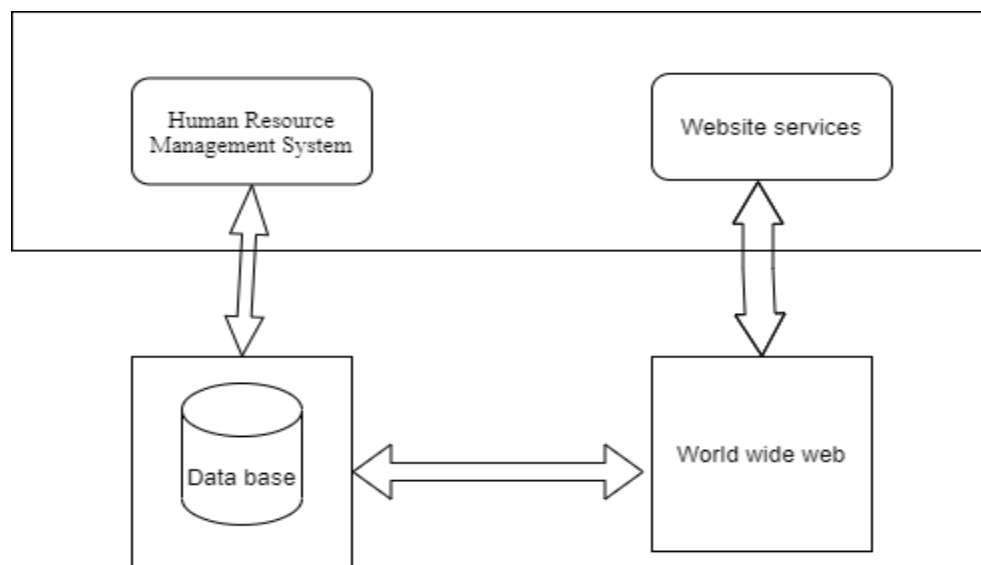 Human Resource
Management System
Website services
Data base
World wide web